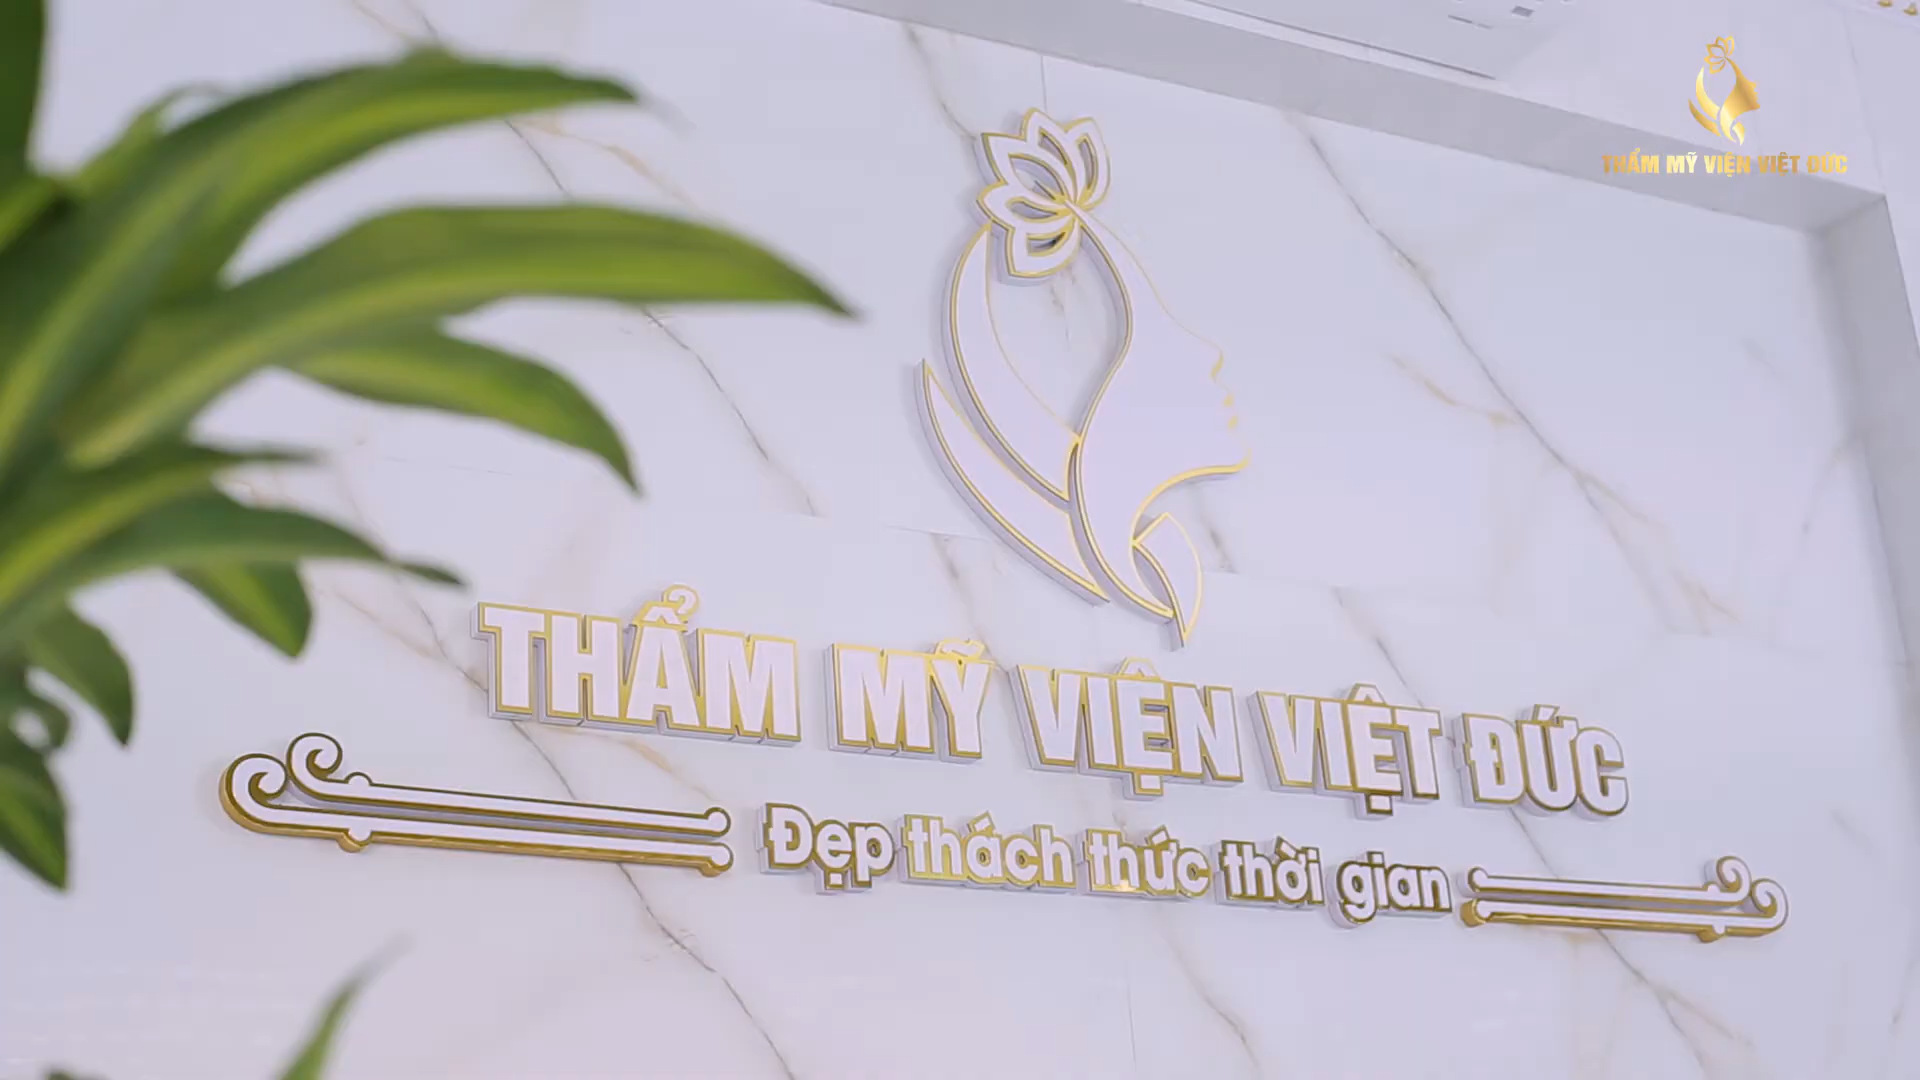 THẨM MỸ VIỆN VIỆT ĐỨC
THẨM MỸ VIỆN VIỆT ĐỨC
Đẹp thách thức thời gian